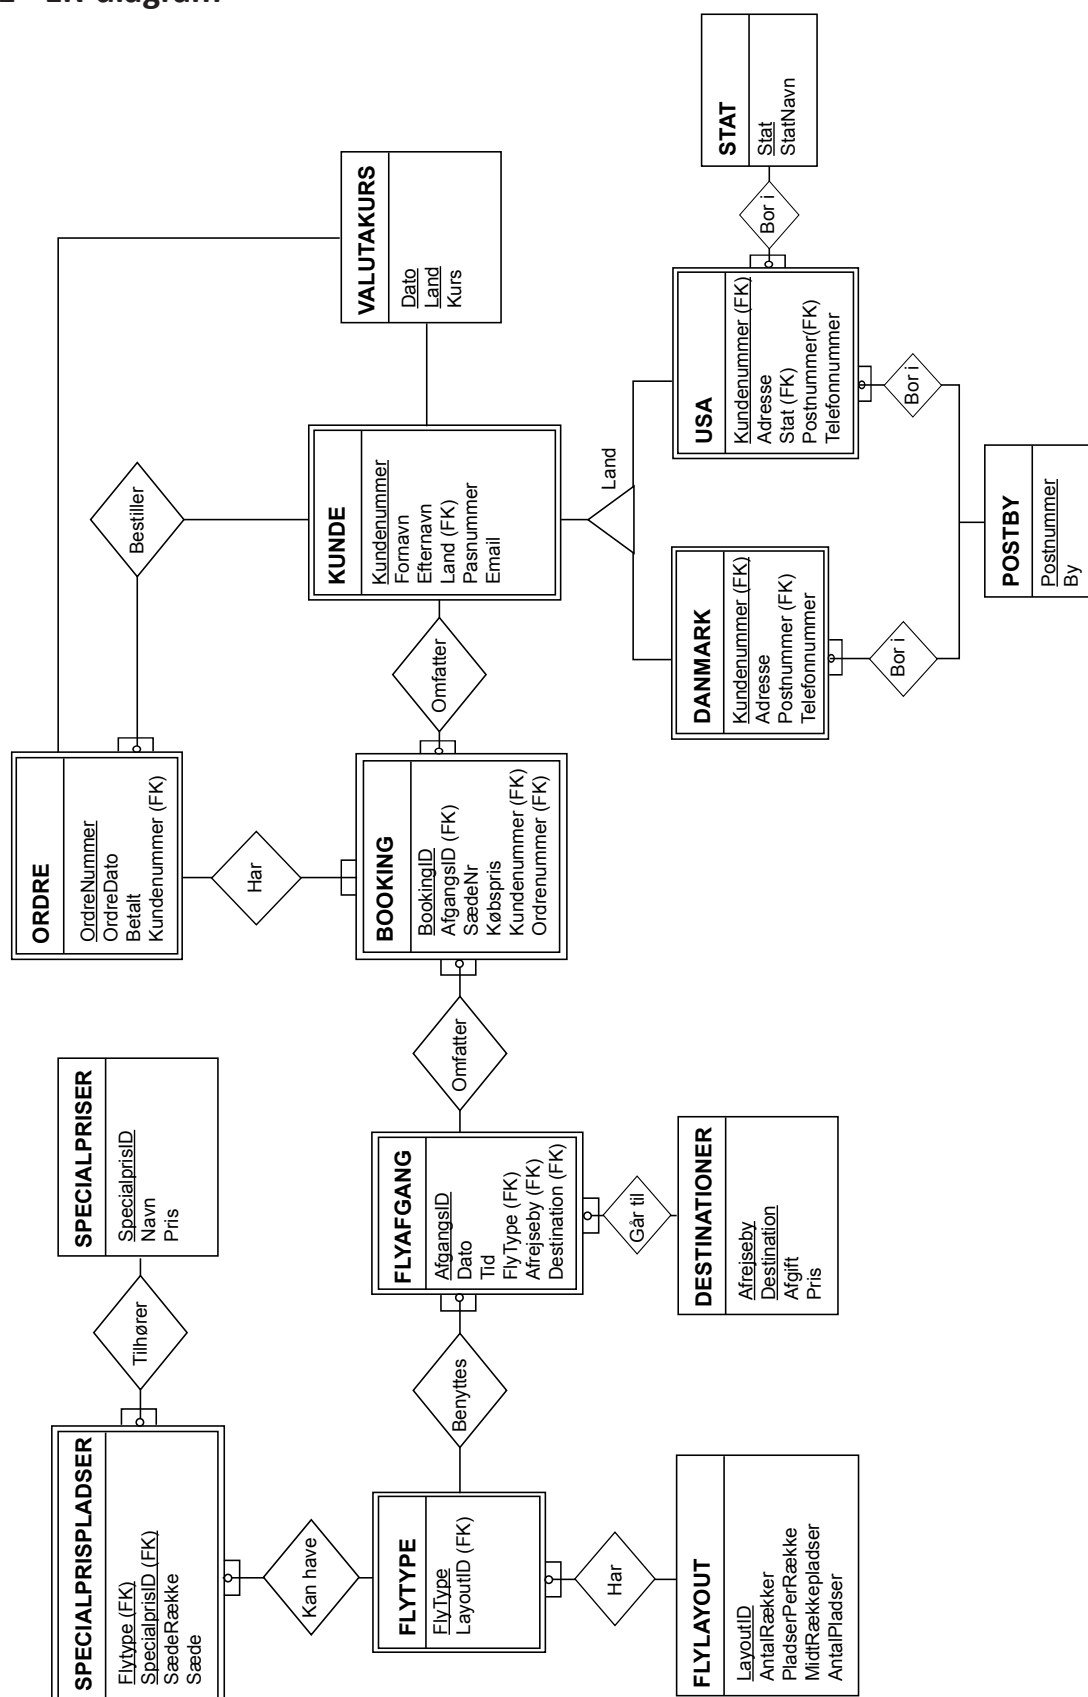 ER-diagram
STAT
Stat
StatNavn
Bor i
VALUTAKURS
Dato
Land
Kurs
USA
Kundenummer (FK)
Adresse
Stat (FK)
Postnummer(FK)
Telefonnummer
Bor i
KUNDE
Kundenummer
Fornavn
Efternavn
Land (FK)
Pasnummer
Email
Bestiller
Land
POSTBY
Postnummer
By
DANMARK
Kundenummer (FK)
Adresse
Postnummer (FK)
Telefonnummer
Bor i
Omfatter
ORDRE
OrdreNummer
OrdreDato
Betalt
Kundenummer (FK)
Har
BOOKING
BookingID
AfgangsID (FK)
SædeNr
Købspris
Kundenummer (FK)
Ordrenummer (FK)
Omfatter
SPECIALPRISER
SpecialprisID
Navn
Pris
Tilhører
FLYAFGANG
AfgangsID
Dato
Tid
FlyType (FK)
Afrejseby (FK)
Destination (FK)
Går til
DESTINATIONER
Afrejseby
Destination
Afgift
Pris
Benyttes
SPECIALPRISPLADSER
Flytype (FK)
SpecialprisID (FK)
SædeRække
Sæde
Kan have
FLYTYPE
FlyType
LayoutID (FK)
Har
FLYLAYOUT
LayoutID
AntalRækker
PladserPerRække
MidtRækkepladser
AntalPladser